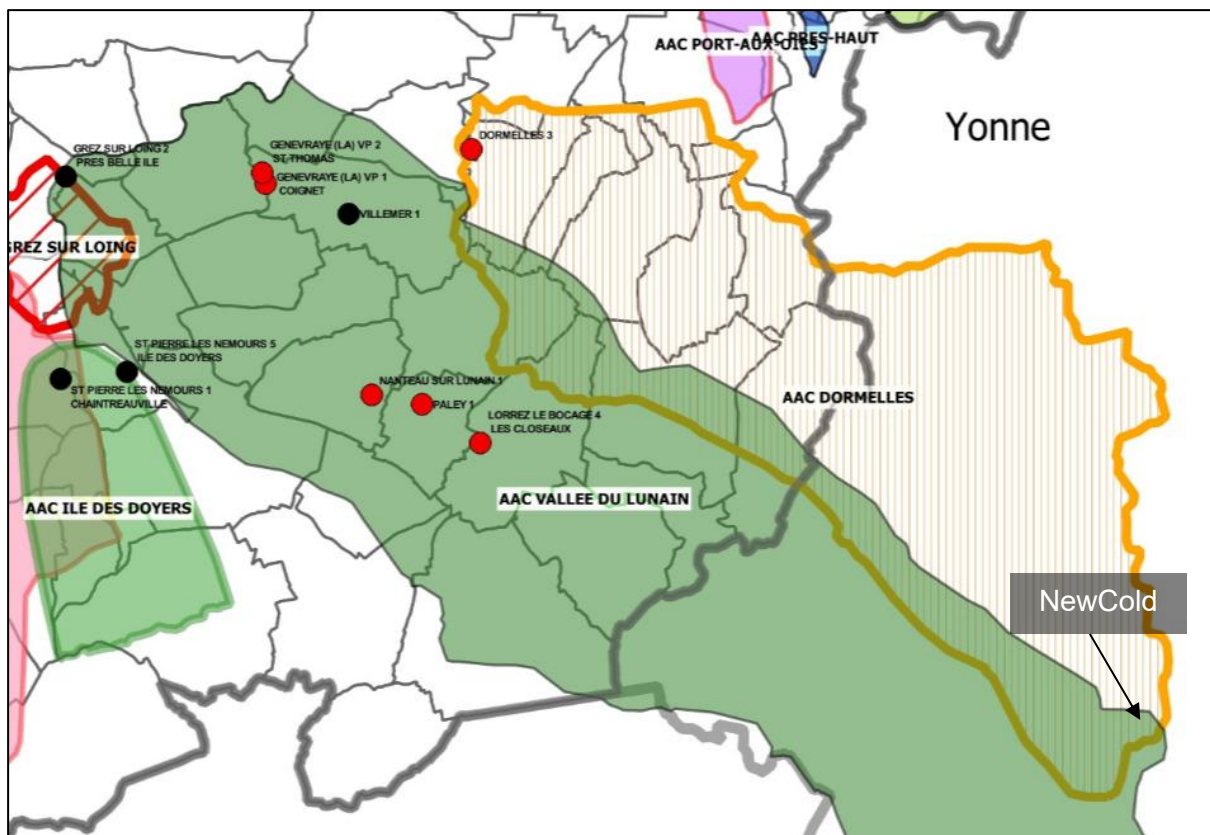 AAC PORT-AUX-OIES
AAC PRES-HAUT
Yonne
DORMELLES 3
GREZ SUR LOING 2
PRES BELLE ILE
GENEVRAYE (LA) VP 2
ST THOMAS
GENEVRAYE (LA) VP 1
COIGNET
VILLEMER 1
GREZ SUR LOING
ST PIERRE LES NEMOURS 5
ILE DES DOYERS
ST PIERRE LES NEMOURS 1
CHAINTREAUVILLE
NANTEAU SUR LUNAIN 1
PALEY 1
LORREZ LE BOCAGE 4
LES CLOSEAUX
AAC DORMELLES
AAC VALLEE DU LUNAIN
AAC ILE DES DOYERS
NewCold